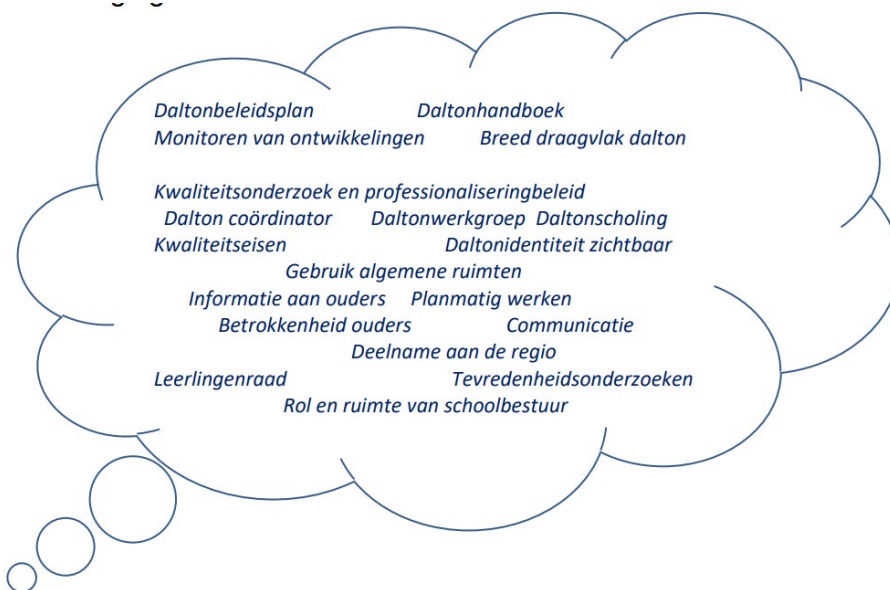 Daltonbeleidsplan Daltonhandboek
Monitoren van ontwikkelingen Breed draagvlak dalton
Kwaliteitsonderzoek en professionaliseringbeleid
Dalton coördinator Daltonwerkgroep Daltonscholing
Kwaliteitseisen Daltonidentiteit zichtbaar
Gebruik algemene ruimten
Informatie aan ouders Planmatig werken
Betrokkenheid ouders Communicatie
Deelname aan de regio
Leerlingenraad Tevredenheidsonderzoeken
Rol en ruimte van schoolbestuur